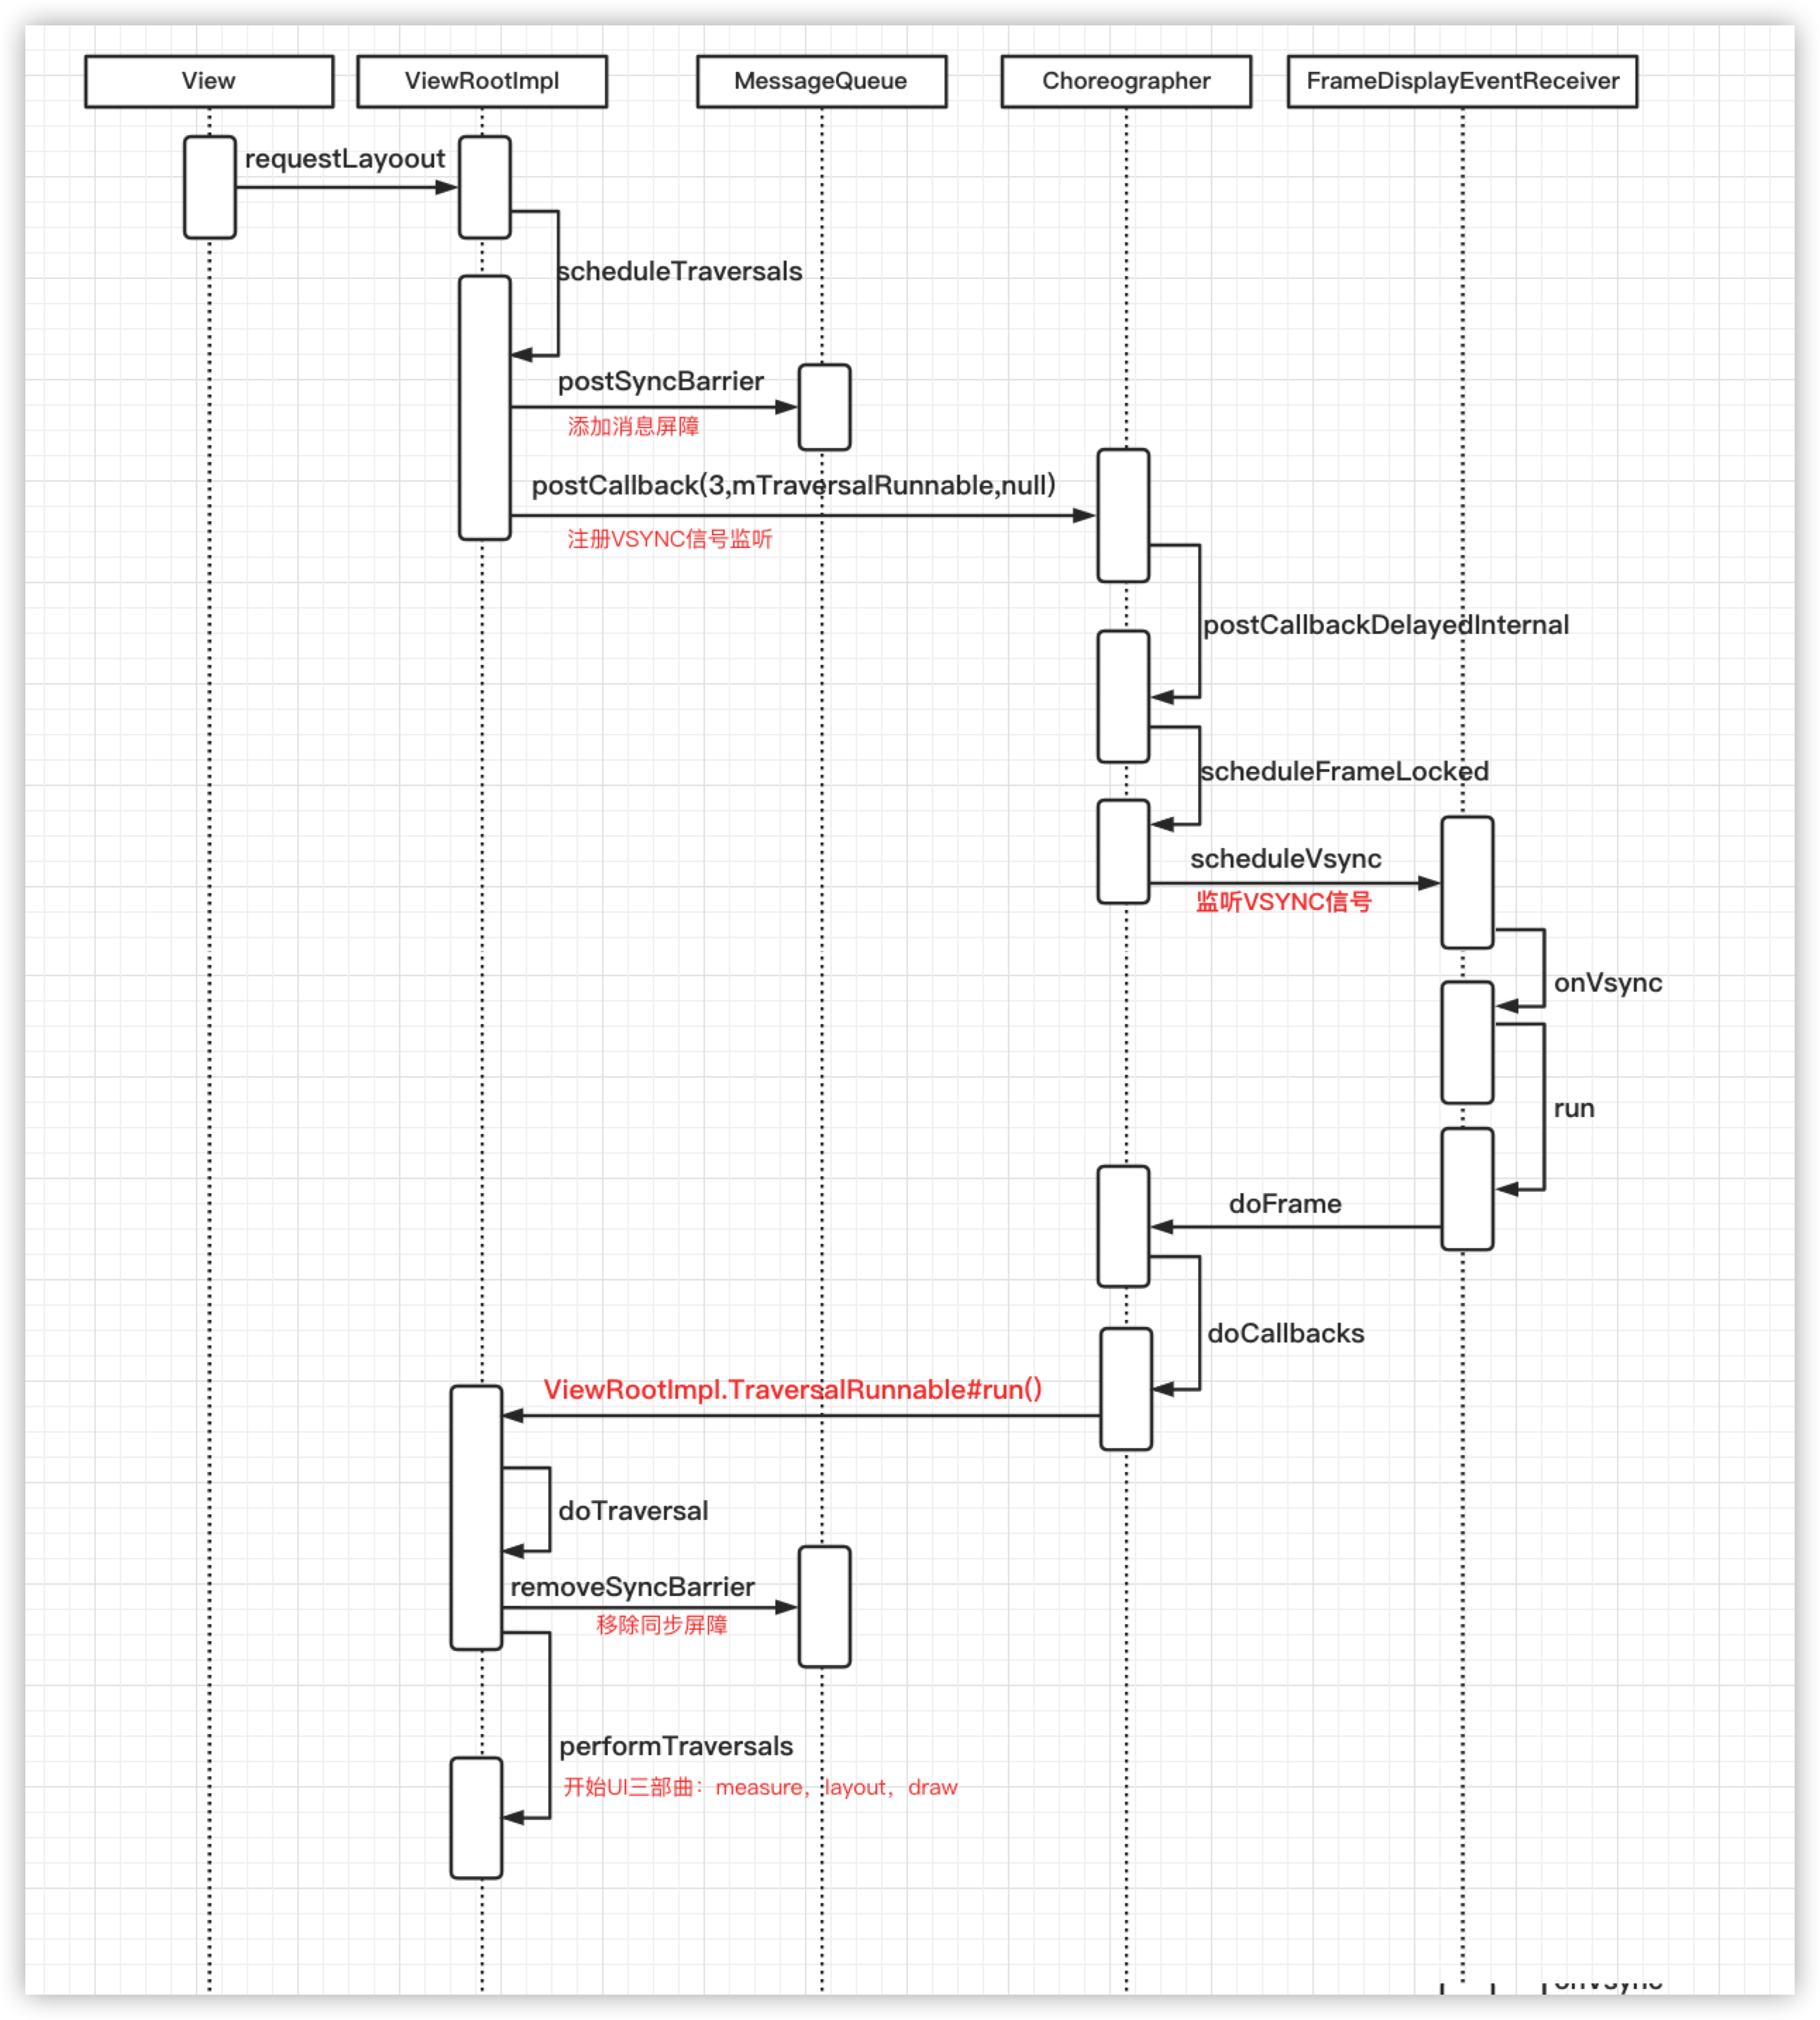 View
ViewRootImpl
MessageQueue
Choreographer
FrameDisplayEventReceiver
requestLayoout
scheduleTraversals
postSyncBarrier
添加消息屏障
postCallback(3,mTraversalRunnable,null)
注册VSYNC信号监听
postCallbackDelayedInternal
scheduleFrameLocked
scheduleVsync
监听VSYNC信号
onVsync
run
doFrame
doCallbacks
ViewRootImpl.TraversalRunnable#run()
doTraversal
removeSyncBarrier
移除同步屏障
performTraversals
开始UI三部曲：measure，layout，draw
onVsync